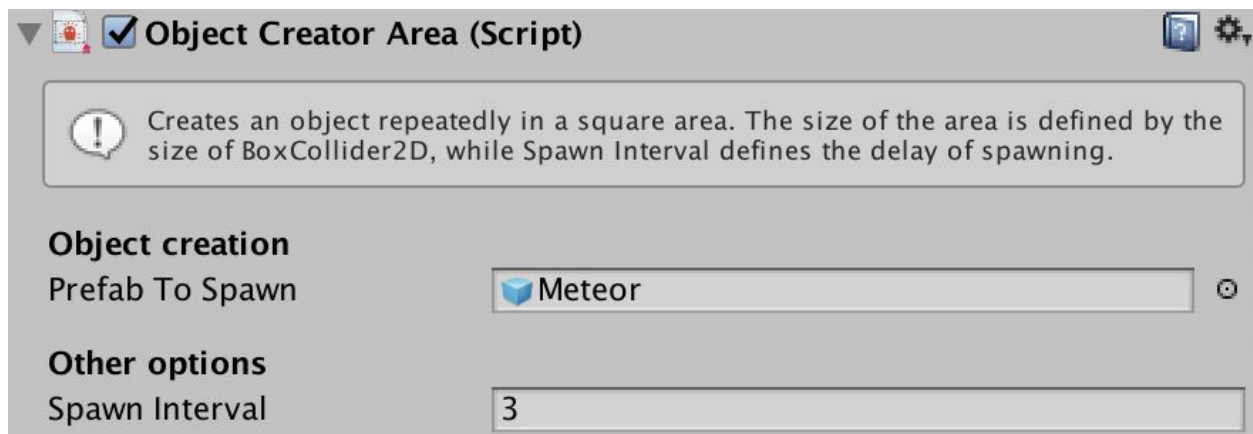 Object Creator Area (Script)
Creates an object repeatedly in a square area. The size of the area is defined by the
size of BoxCollider2D, while Spawn Interval defines the delay of spawning.
Object creation
Prefab To Spawn Meteor
Other options
Spawn Interval 3